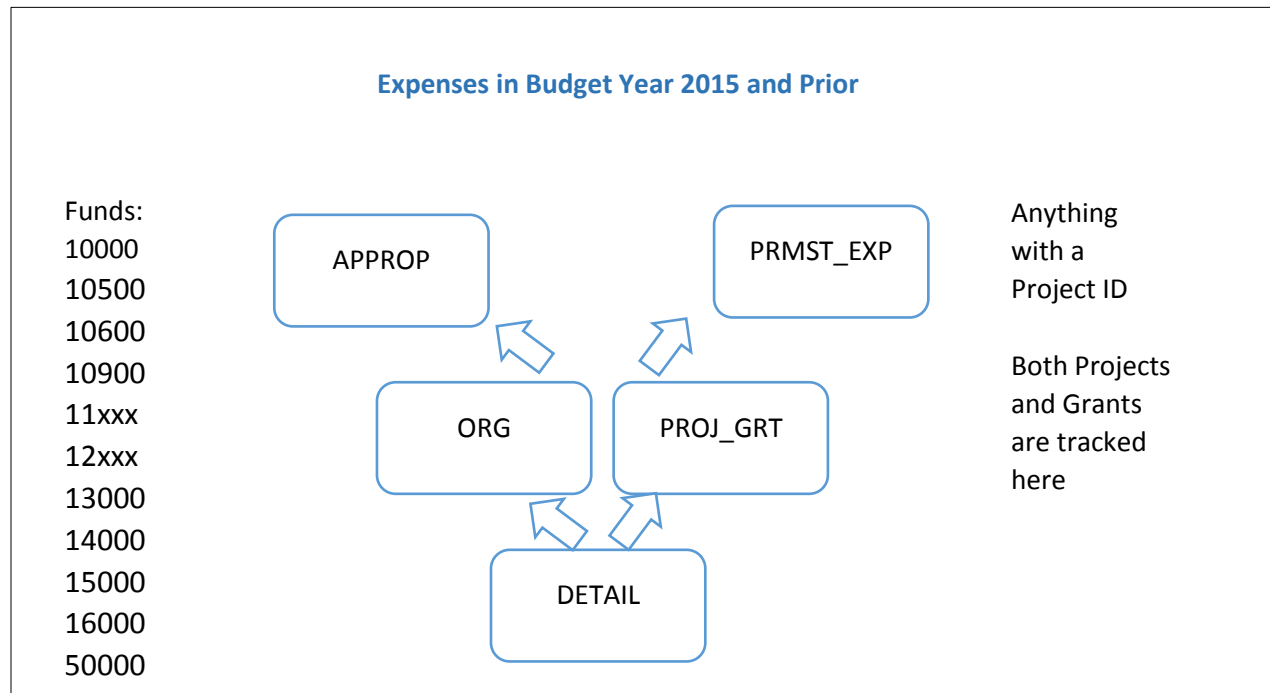 Expenses in Budget Year 2015 and Prior
Funds:
10000
10500
10600
10900
11xxx
12xxx
13000
14000
15000
16000
50000
APPROP
PRMST_EXP
ORG
PROJ_GRT
DETAIL
Anything
with a
Project ID
Both Projects
and Grants
are tracked
here